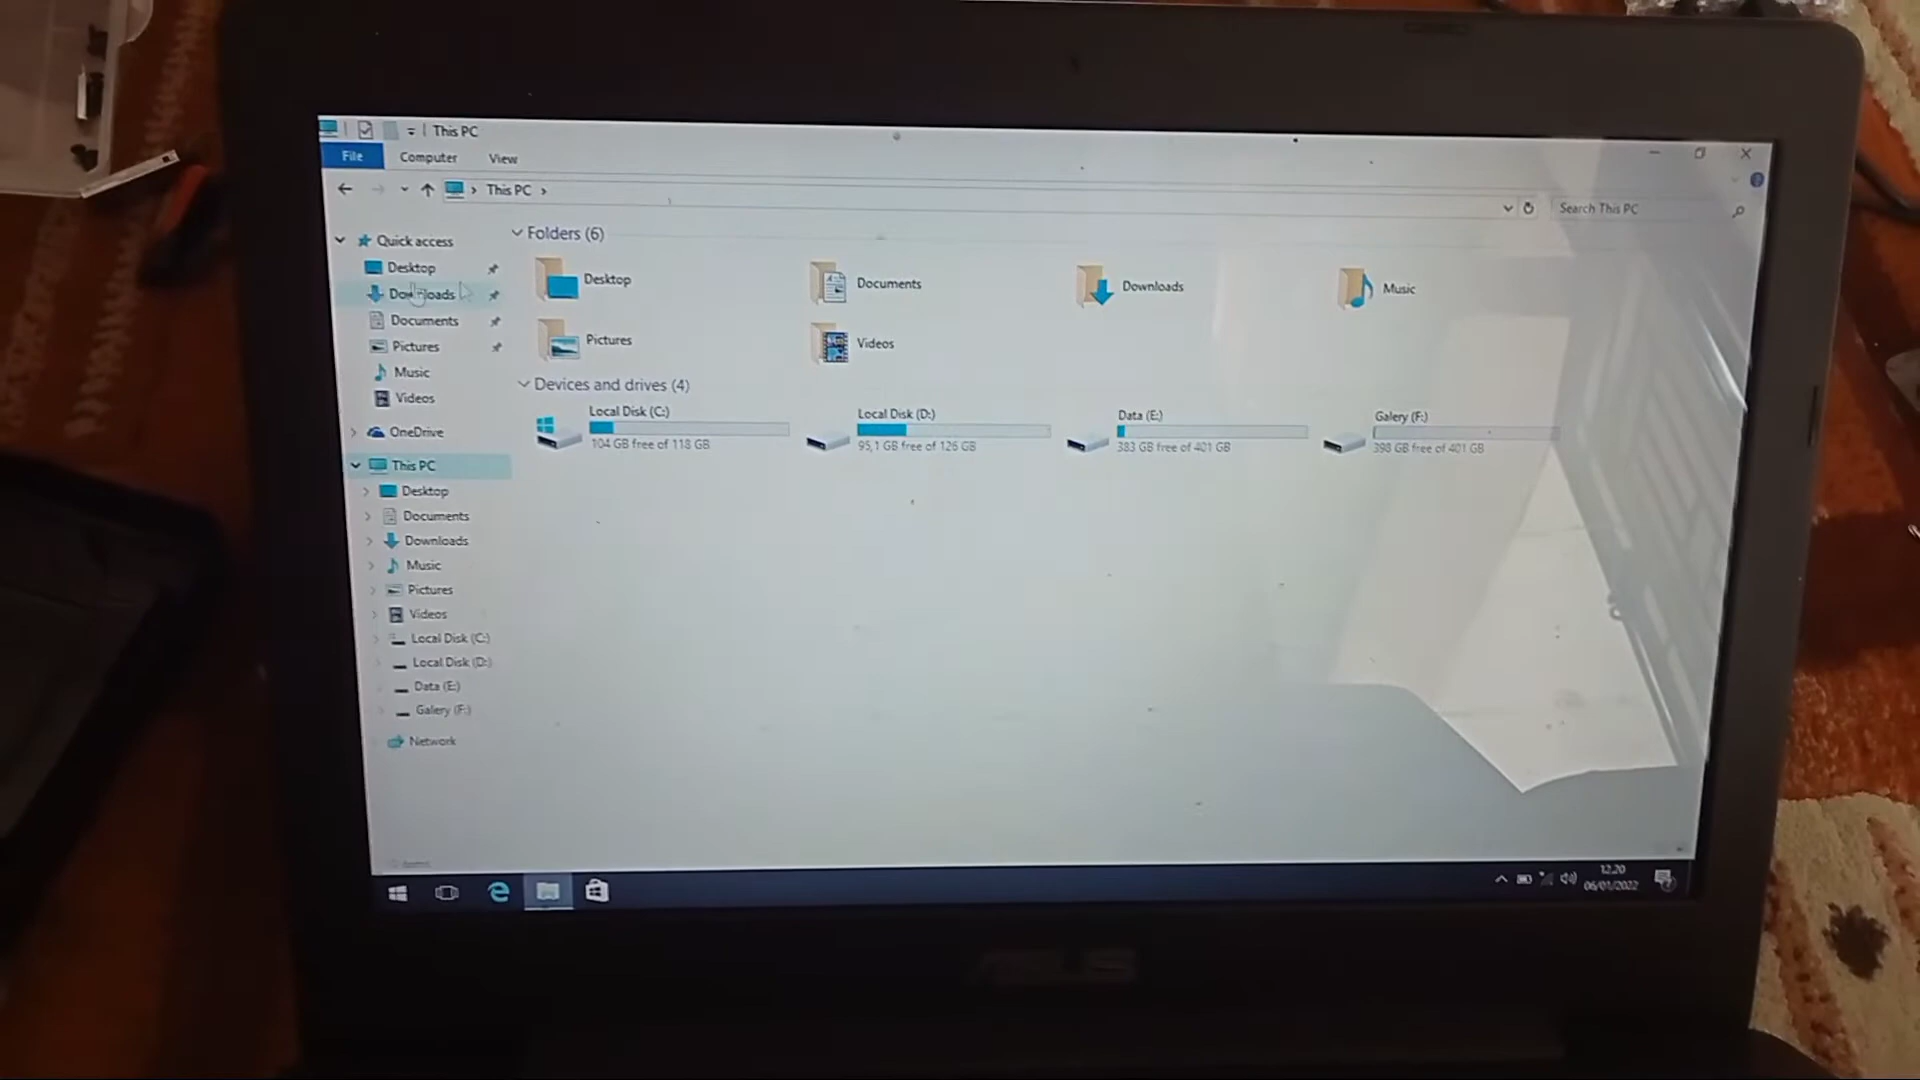 This PC
File Computer View
This PC
Search This PC
Quick access
Desktop
Downloads
Documents
Pictures
Music
Videos
OneDrive
This PC
Desktop
Documents
Downloads
Music
Pictures
Videos
Local Disk (C:)
Local Disk (D:)
Data (E:)
Galery (F:)
Network
Folders (6)
Desktop
Documents
Downloads
Music
Pictures
Videos
Devices and drives (4)
Local Disk (C:)
104 GB free of 118 GB
Local Disk (D:)
95,1 GB free of 126 GB
Data (E:)
383 GB free of 401 GB
Galery (F:)
398 GB free of 401 GB
12.20
06/01/2022
ASUS